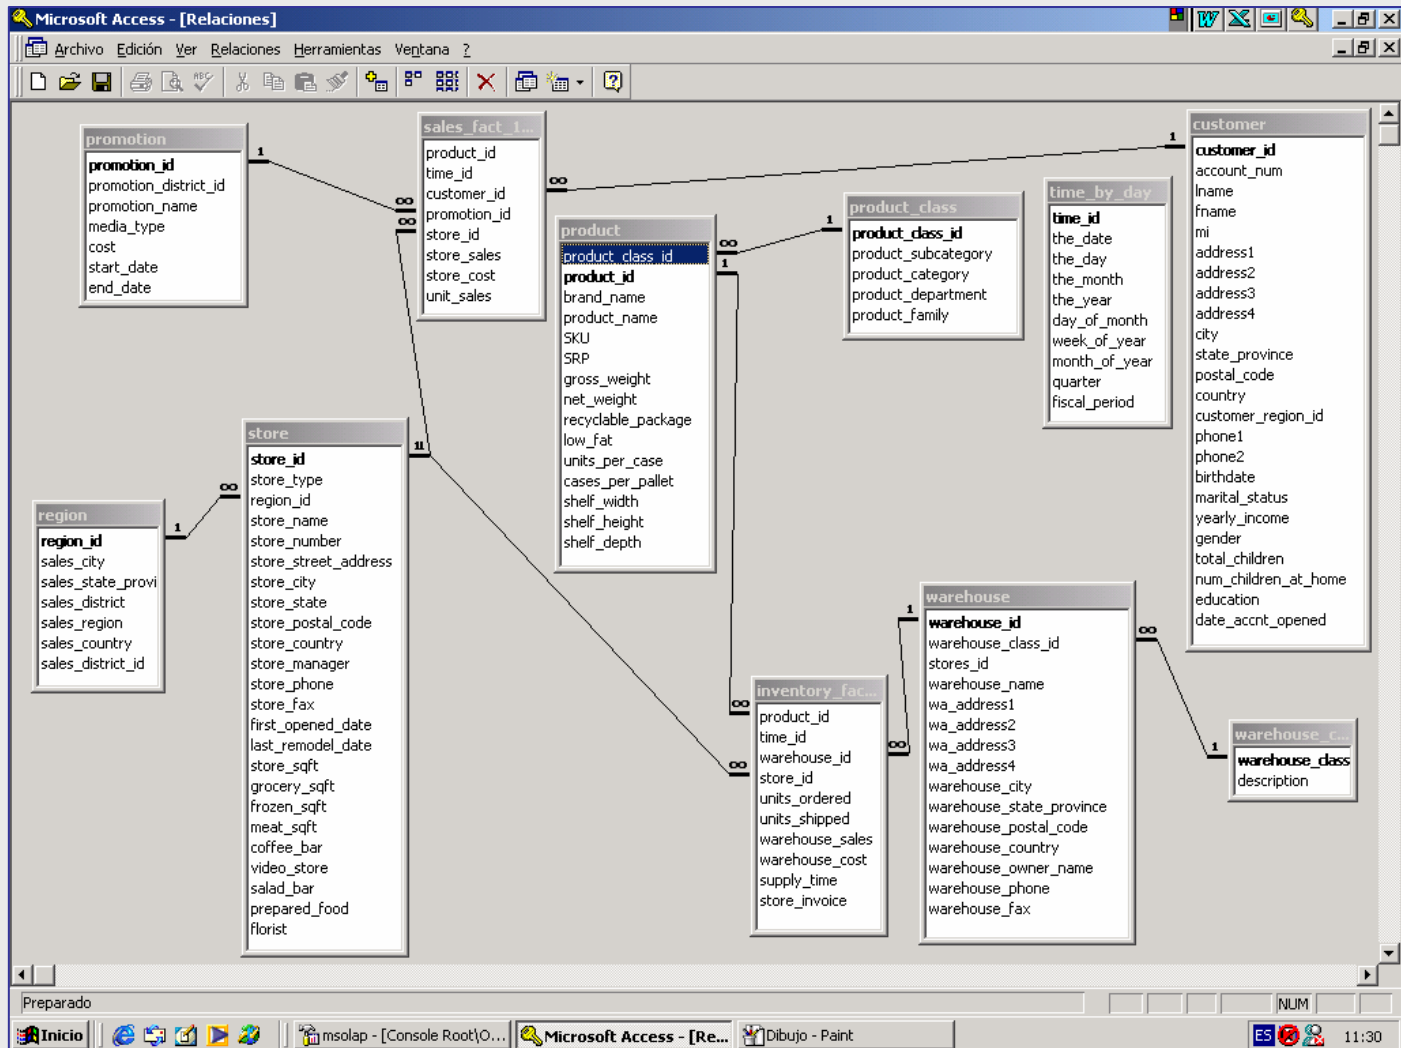 Microsoft Access - [Relaciones]
Archivo Edición Ver Relaciones Herramientas Ventana ?
promotion
promotion_id
promotion_district_id
promotion_name
media_type
cost
start_date
end_date
sales_fact_1...
product_id
time_id
customer_id
promotion_id
store_id
store_sales
store_cost
unit_sales
product
product_class_id
product_id
brand_name
product_name
SKU
SRP
gross_weight
net_weight
recyclable_package
low_fat
units_per_case
cases_per_pallet
shelf_width
shelf_height
shelf_depth
product_class
product_class_id
product_subcategory
product_category
product_department
product_family
time_by_day
time_id
the_date
the_day
the_month
the_year
day_of_month
week_of_year
month_of_year
quarter
fiscal_period
customer
customer_id
account_num
lname
fname
mi
address1
address2
address3
address4
city
state_province
postal_code
country
customer_region_id
phone1
phone2
birthdate
marital_status
yearly_income
gender
total_children
num_children_at_home
education
date_accnt_opened
region
region_id
sales_city
sales_state_provi
sales_district
sales_region
sales_country
sales_district_id
store
store_id
store_type
region_id
store_name
store_number
store_street_address
store_city
store_state
store_postal_code
store_country
store_manager
store_phone
store_fax
first_opened_date
last_remodel_date
store_sqft
grocery_sqft
frozen_sqft
meat_sqft
coffee_bar
video_store
salad_bar
prepared_food
florist
inventory_fac...
product_id
time_id
warehouse_id
store_id
units_ordered
units_shipped
warehouse_sales
warehouse_cost
supply_time
store_invoice
warehouse
warehouse_id
warehouse_class_id
stores_id
warehouse_name
wa_address1
wa_address2
wa_address3
wa_address4
warehouse_city
warehouse_state_province
warehouse_postal_code
warehouse_country
warehouse_owner_name
warehouse_phone
warehouse_fax
warehouse_c...
warehouse_class
description
1 ∞ ∞ ∞ 1 ∞ 1 1 ∞ 1 11 ∞ ∞ ∞ 1 ∞ 1
Preparado NUM
Inicio msolap - [Console Root\O... Microsoft Access - [Re... Dibujo - Paint ES 11:30